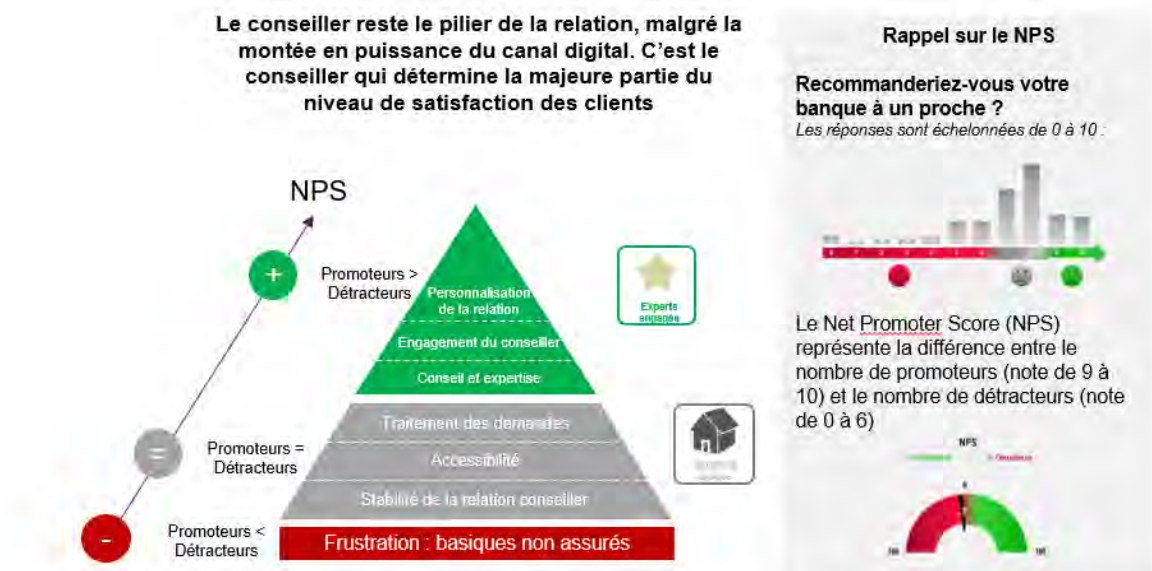 Le conseiller reste le pilier de la relation, malgré la
montée en puissance du canal digital. C'est le
conseiller qui détermine la majeure partie du
niveau de satisfaction des clients
NPS
+
Promoteurs >
Détracteurs
Personnalisation
de la relation
Engagement du conseiller
Conseil et expertise
Experts
engagés
=
Promoteurs =
Détracteurs
Traitement des demandes
Accessibilité
Stabilité de la relation conseiller
-
Promoteurs <
Détracteurs
Frustration : basiques non assurés
Rappel sur le NPS
Recommanderiez-vous votre
banque à un proche ?
Les réponses sont échelonnées de 0 à 10 :
Le Net Promoter Score (NPS)
représente la différence entre le
nombre de promoteurs (note de 9 à
10) et le nombre de détracteurs (note
de 0 à 6)
NPS